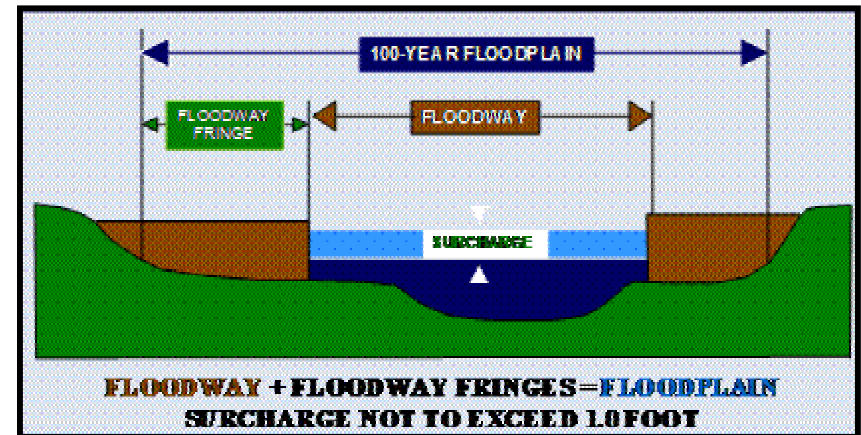 100-YEAR FLOODPLAIN
FLOODWAY
FRINGE
FLOODWAY
SURCHARGE
FLOODWAY + FLOODWAY FRINGES = FLOODPLAIN
SURCHARGE NOT TO EXCEED 1.0 FOOT